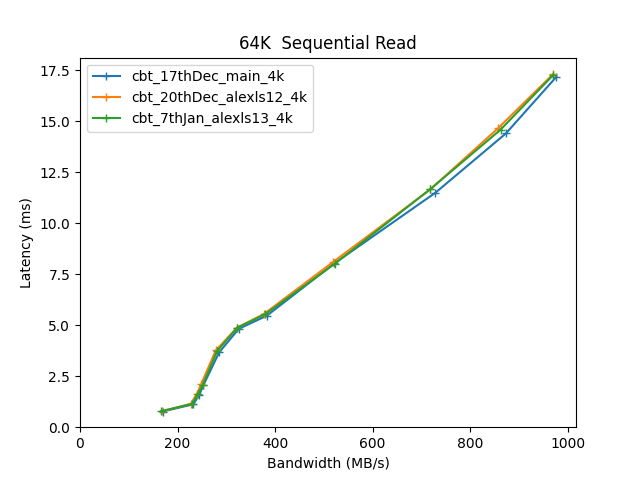 64K  Sequential Read
cbt_17thDec_main_4k
cbt_20thDec_alexls12_4k
cbt_7thJan_alexls13_4k
17.5
15.0
12.5
10.0
7.5
5.0
2.5
0.0
Latency (ms)
0 200 400 600 800 1000
Bandwidth (MB/s)